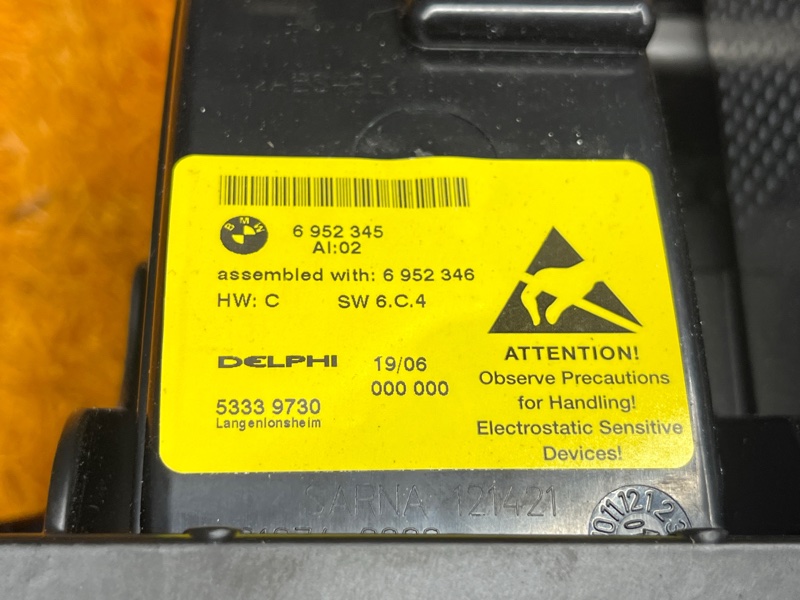 BMW
6 952 345
AI:02
assembled with: 6 952 346
HW: C SW 6.C.4
DELPHI 19/06
000 000
5333 9730
Langenlonsheim
ATTENTION!
Observe Precautions
for Handling!
Electrostatic Sensitive
Devices!
121421